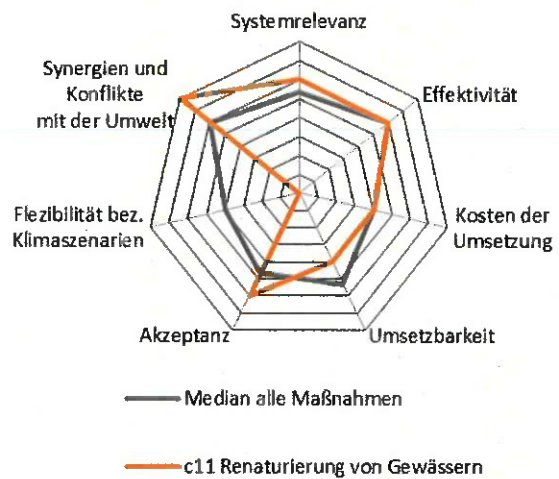 Systemrelevanz
Synergien und
Konflikte
mit der Umwelt
Effektivität
Flezibilität bez.
Klimaszenarien
Kosten der
Umsetzung
Akzeptanz
Umsetzbarkeit
Median alle Maßnahmen
c11 Renaturierung von Gewässern